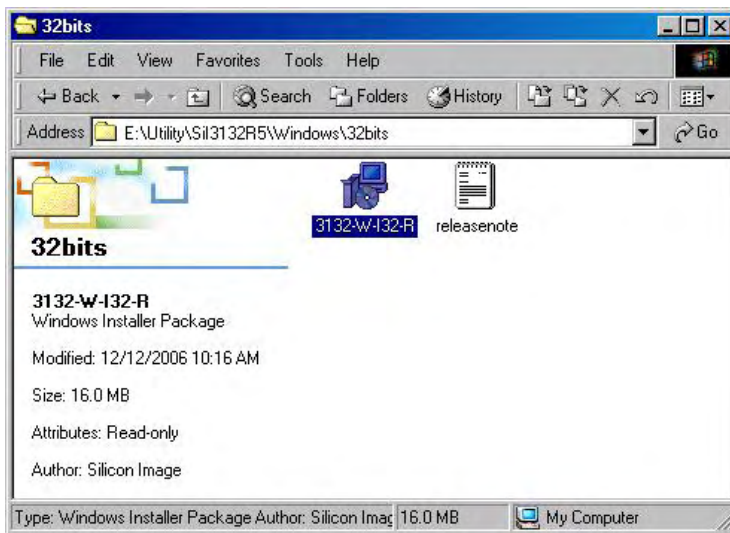 32bits
File Edit View Favorites Tools Help
Back Search Folders History
Address E:\Utility\SiI3132R5\Windows\32bits Go
3132-W-I32-R releasenote
32bits
3132-W-I32-R
Windows Installer Package
Modified: 12/12/2006 10:16 AM
Size: 16.0 MB
Attributes: Read-only
Author: Silicon Image
Type: Windows Installer Package Author: Silicon Imag 16.0 MB My Computer